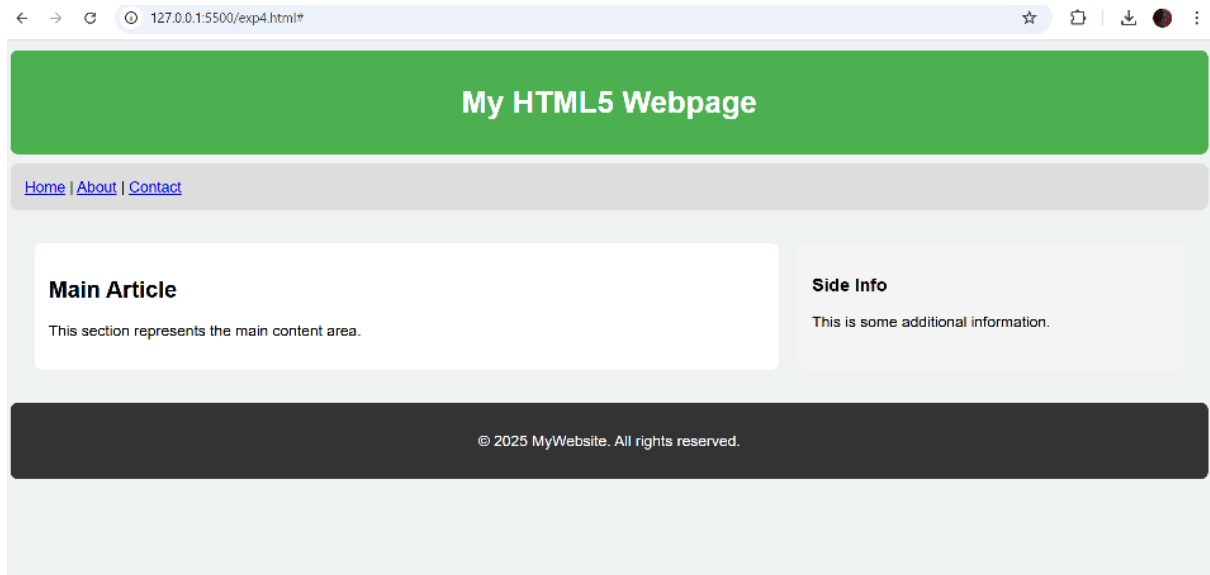 127.0.0.1:5500/exp4.html#
My HTML5 Webpage
Home | About | Contact
Main Article
This section represents the main content area.
Side Info
This is some additional information.
© 2025 MyWebsite. All rights reserved.